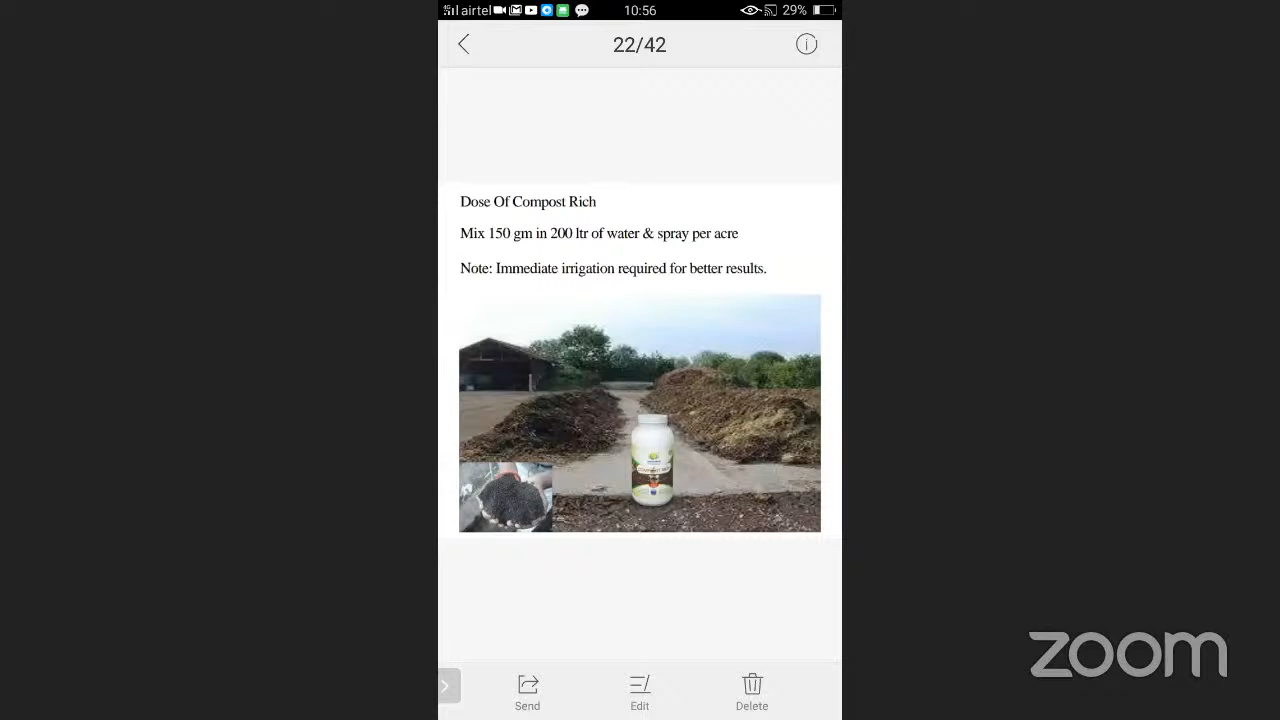 airtel 10:56 29%
22/42
Dose Of Compost Rich
Mix 150 gm in 200 ltr of water & spray per acre
Note: Immediate irrigation required for better results.
Send Edit Delete
zoom